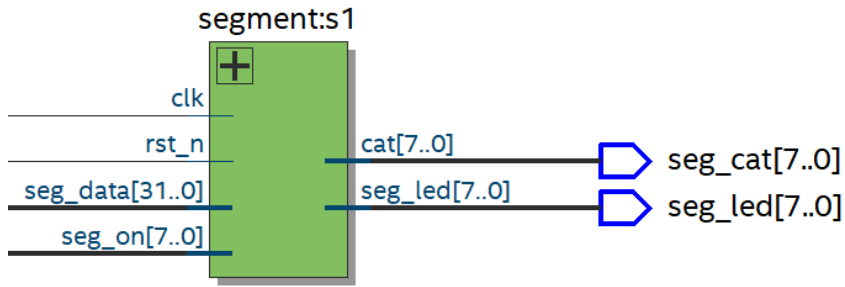 segment:s1
clk
rst_n
cat[7..0]
seg_cat[7..0]
seg_data[31..0]
seg_led[7..0]
seg_led[7..0]
seg_on[7..0]